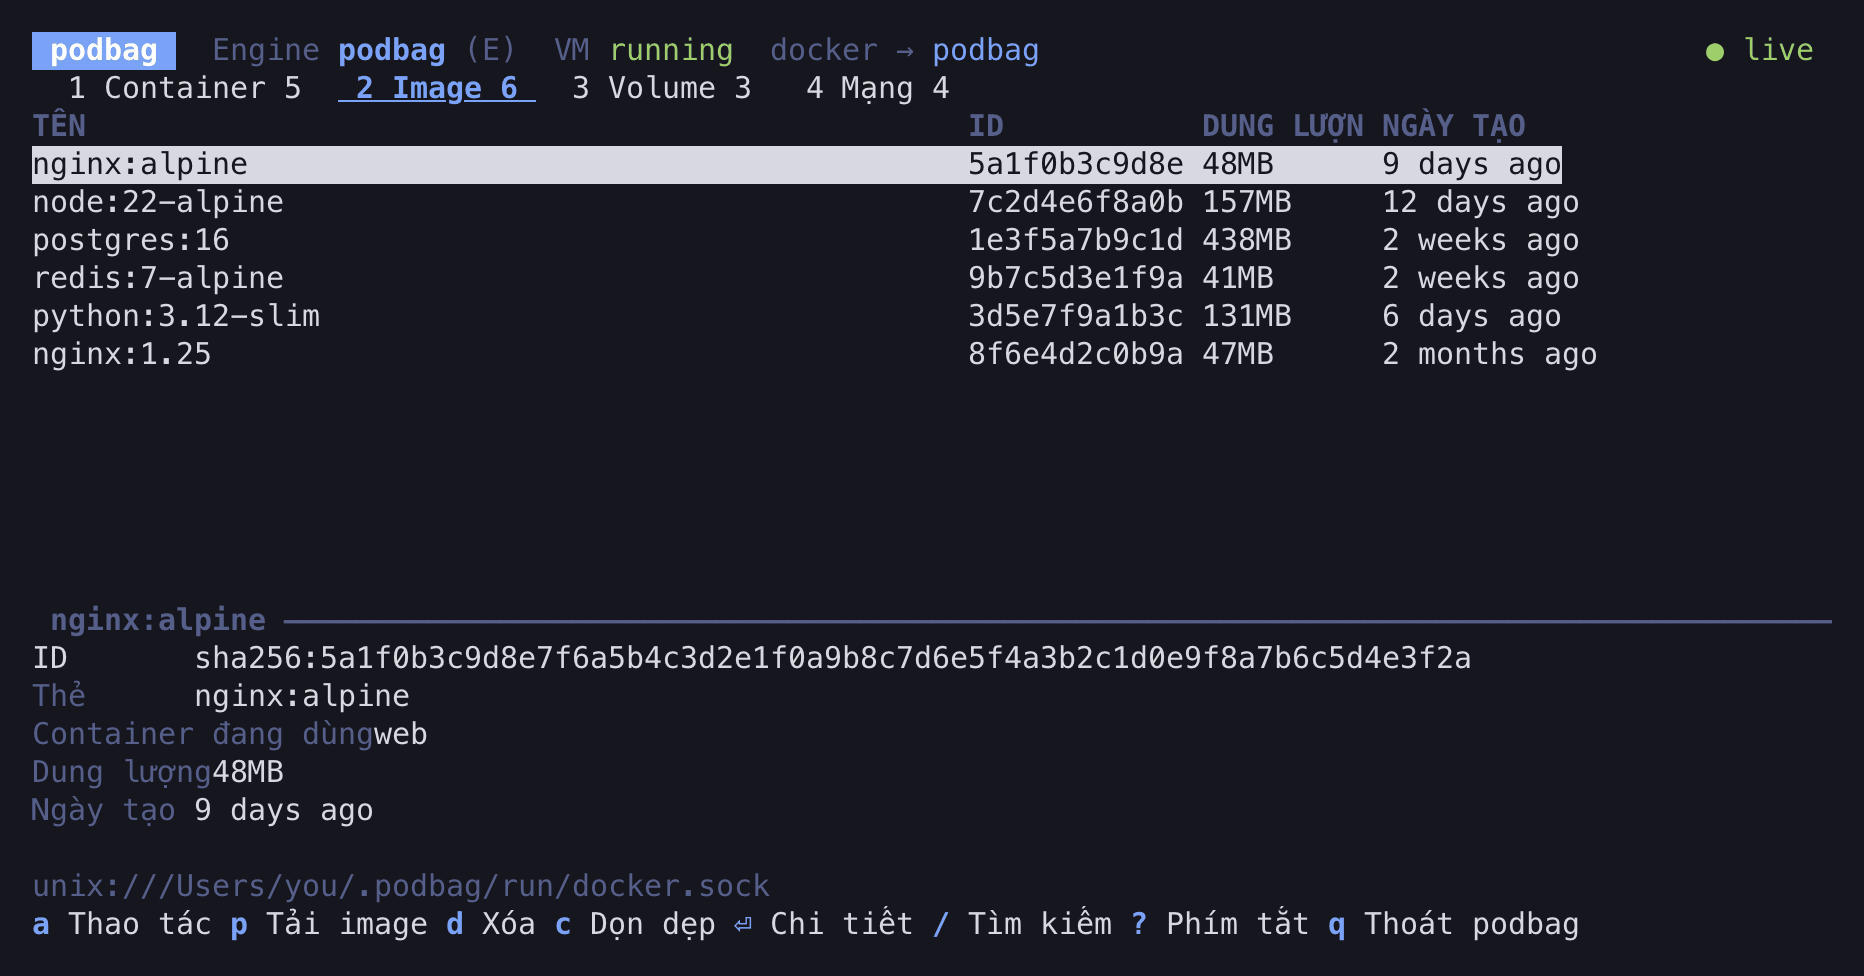 podbag Engine podbag (E) VM running docker → podbag ● live
1 Container 5 2 Image 6 3 Volume 3 4 Mạng 4
TÊN ID DUNG LƯỢN NGÀY TẠO
nginx:alpine 5a1f0b3c9d8e 48MB 9 days ago
node:22-alpine 7c2d4e6f8a0b 157MB 12 days ago
postgres:16 1e3f5a7b9c1d 438MB 2 weeks ago
redis:7-alpine 9b7c5d3e1f9a 41MB 2 weeks ago
python:3.12-slim 3d5e7f9a1b3c 131MB 6 days ago
nginx:1.25 8f6e4d2c0b9a 47MB 2 months ago
nginx:alpine
ID sha256:5a1f0b3c9d8e7f6a5b4c3d2e1f0a9b8c7d6e5f4a3b2c1d0e9f8a7b6c5d4e3f2a
Thẻ nginx:alpine
Container đang dùngweb
Dung lượng48MB
Ngày tạo 9 days ago
unix:///Users/you/.podbag/run/docker.sock
a Thao tác p Tải image d Xóa c Dọn dẹp ⏎ Chi tiết / Tìm kiếm ? Phím tắt q Thoát podbag